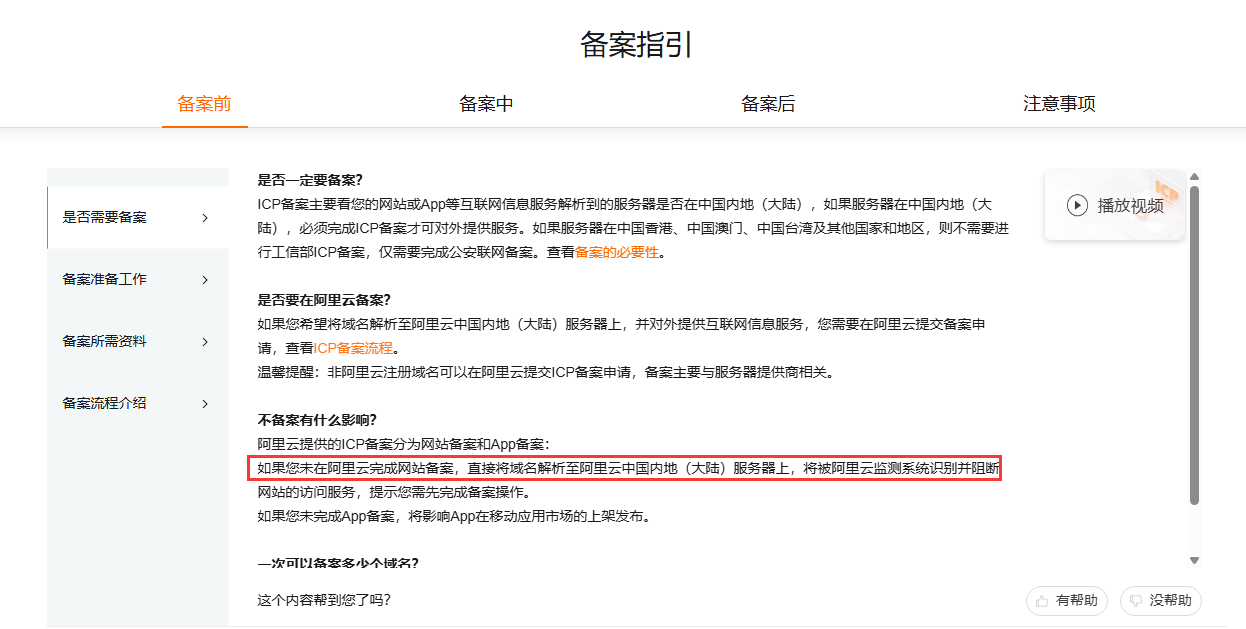 备案指引
备案前
备案中
备案后
注意事项
是否需要备案
备案准备工作
备案所需资料
备案流程介绍
是否一定要备案?
ICP备案主要看您的网站或App等互联网信息服务解析到的服务器是否在中国内地（大陆），如果服务器在中国内地（大
陆），必须完成ICP备案才可对外提供服务。如果服务器在中国香港、中国澳门、中国台湾及其他国家和地区，则不需要进
行工信部ICP备案，仅需要完成公安联网备案。查看备案的必要性。
是否要在阿里云备案?
如果您希望将域名解析至阿里云中国内地（大陆）服务器上，并对外提供互联网信息服务，您需要在阿里云提交备案申
请，查看ICP备案流程。
温馨提醒：非阿里云注册域名可以在阿里云提交ICP备案申请，备案主要与服务器提供商相关。
不备案有什么影响?
阿里云提供的ICP备案分为网站备案和App备案：
如果您未在阿里云完成网站备案，直接将域名解析至阿里云中国内地（大陆）服务器上，将被阿里云监测系统识别并阻断
网站的访问服务，提示您需先完成备案操作。
如果您未完成App备案，将影响App在移动应用市场的上架发布。
一次可以备案多少个域名?
ICP
播放视频
这个内容帮到您了吗?
有帮助
没帮助